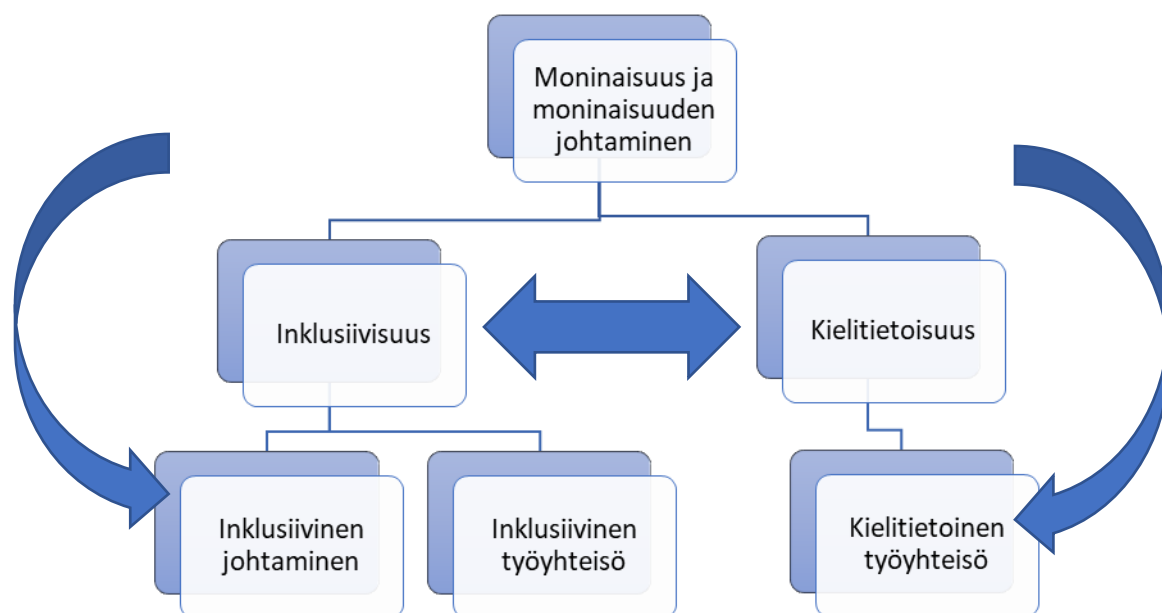 Moninaisuus ja
moninaisuuden
johtaminen
Inklusiivisuus
Kielitietoisuus
Inklusiivinen
johtaminen
Inklusiivinen
työyhteisö
Kielitietoinen
työyhteisö